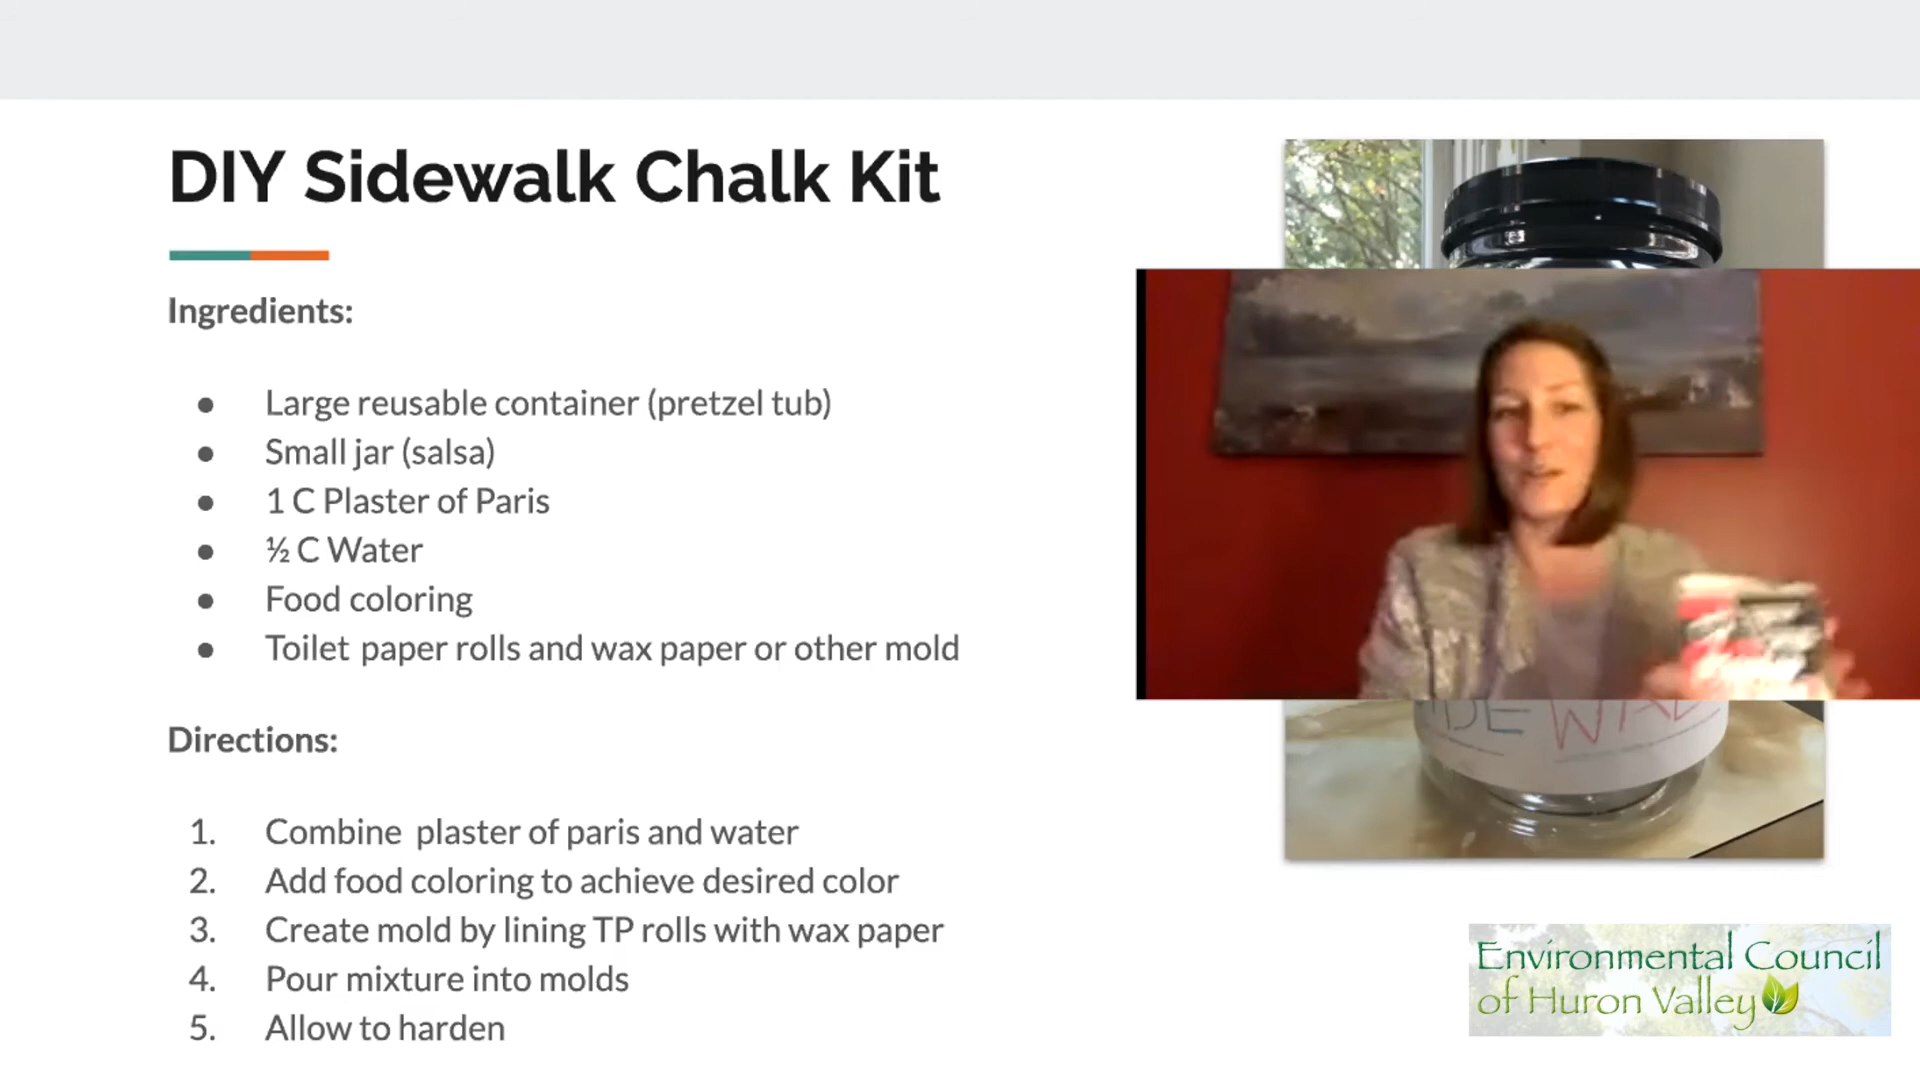 DIY Sidewalk Chalk Kit
Ingredients:
● Large reusable container (pretzel tub)
● Small jar (salsa)
● 1 C Plaster of Paris
● ½ C Water
● Food coloring
● Toilet paper rolls and wax paper or other mold
Directions:
1. Combine plaster of paris and water
2. Add food coloring to achieve desired color
3. Create mold by lining TP rolls with wax paper
4. Pour mixture into molds
5. Allow to harden
Environmental Council
of Huron Valley